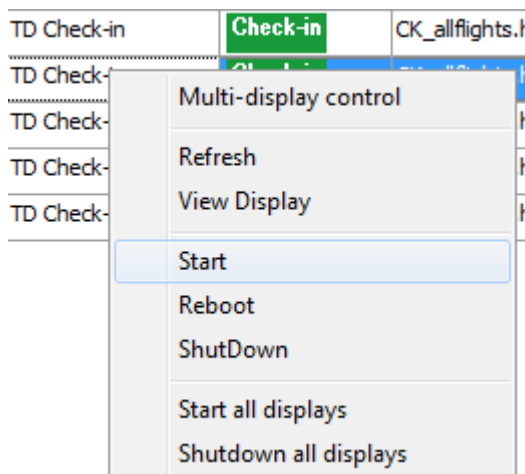 TD Check-in Check-in CK_allflights.h
TD Check-
Multi-display control
TD Check-
Refresh
TD Check-
View Display
TD Check-
Start
Reboot
ShutDown
Start all displays
Shutdown all displays